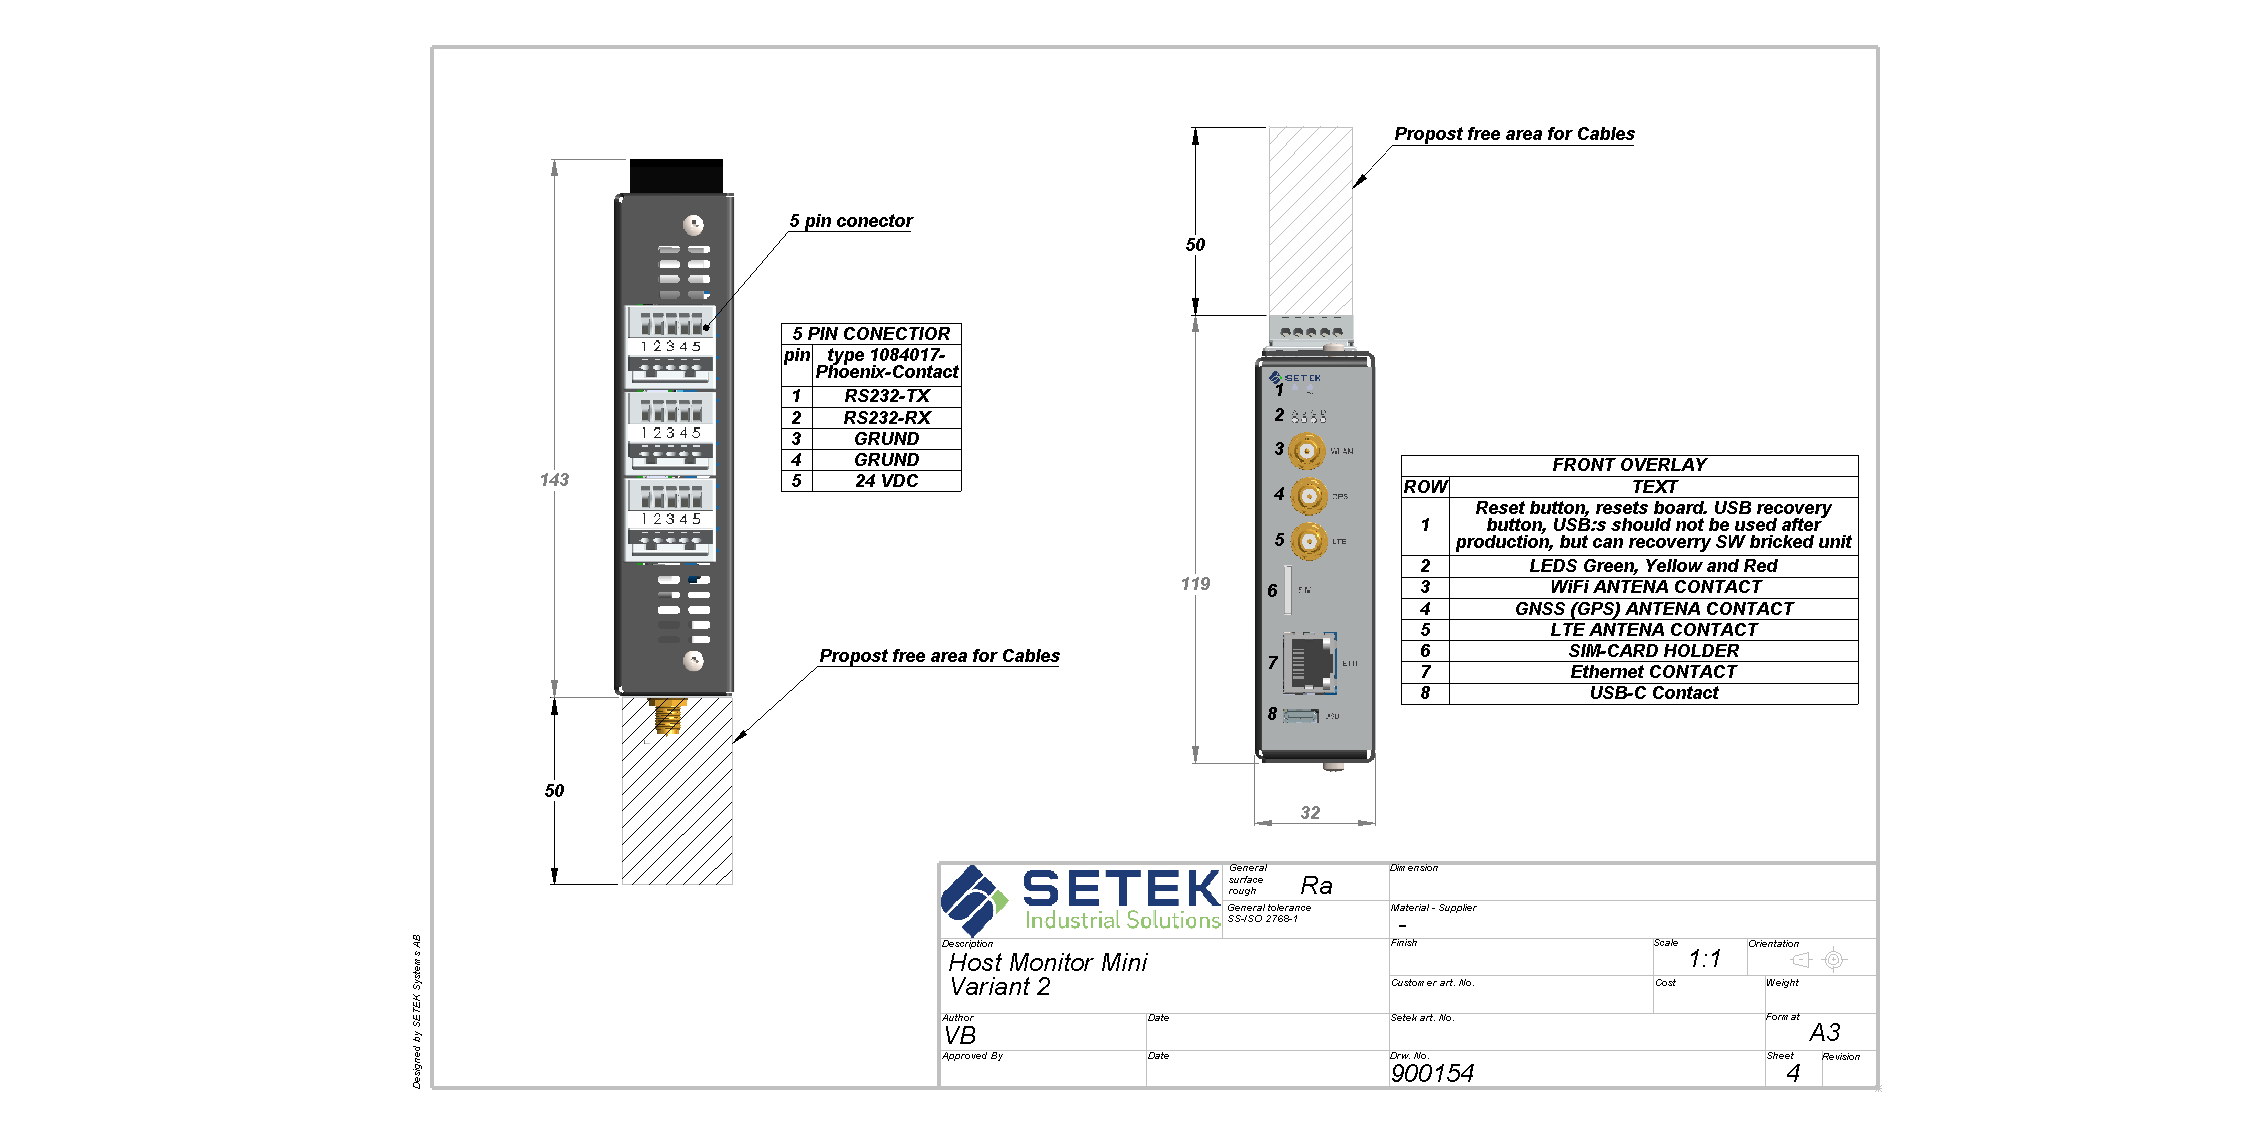 Propost free area for Cables
50
5 pin conector
143
5 PIN CONECTIOR
pin type 1084017-
Phoenix-Contact
1 RS232-TX
2 RS232-RX
3 GRUND
4 GRUND
5 24 VDC
1 2 3 4 5
1 2 3 4 5
1 2 3 4 5
Propost free area for Cables
50
119
SETEK
1
2
3 WLAN
4 GPS
5 LTE
6 SIM
7 ETH
8 USB
32
FRONT OVERLAY
ROW TEXT
1 Reset button, resets board. USB recovery
button, USB:s should not be used after
production, but can recoverry SW bricked unit
2 LEDS Green, Yellow and Red
3 WiFi ANTENA CONTACT
4 GNSS (GPS) ANTENA CONTACT
5 LTE ANTENA CONTACT
6 SIM-CARD HOLDER
7 Ethernet CONTACT
8 USB-C Contact
Designed by SETEK Systems AB
SETEK
Industrial Solutions
General
surface
rough
Ra
General tolerance
SS-ISO 2768-1
Dimension
Material - Supplier
-
Description
Host Monitor Mini
Variant 2
Finish
Scale
1:1
Orientation
Customer art. No.
Cost
Weight
Author
VB
Date
Setek art. No.
Format
A3
Approved By
Date
Drw. No.
900154
Sheet
4
Revision